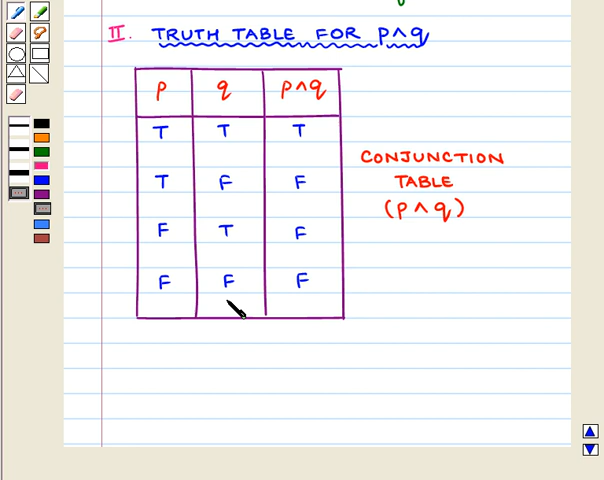 II. TRUTH TABLE FOR p∧q
p q p∧q
T T T
T F F
F T F
F F F
CONJUNCTION
TABLE
(p∧q)